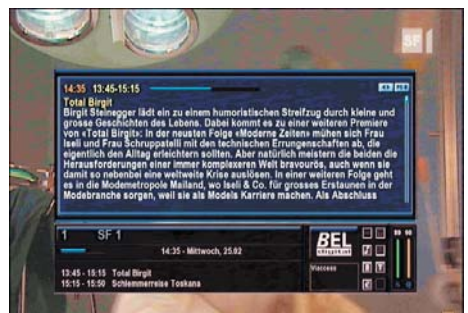 SF 1
14:35 13:45-15:15
Total Birgit
Birgit Steinegger lädt ein zu einem humoristischen Streifzug durch kleine und
grosse Geschichten des Lebens. Dabei kommt es zu einer weiteren Premiere
von «Total Birgit»: In der neusten Folge «Moderne Zeiten» mühen sich Frau
Iseli und Frau Schruppatelli mit den technischen Errungenschaften ab, die
eigentlich den Alltag erleichtern sollten. Aber natürlich meistern die beiden die
Herausforderungen einer immer komplexeren Welt bravourös, auch wenn sie
damit so nebenbei eine weltweite Krise auslösen. In einer weiteren Folge geht
es in die Modemetropole Mailand, wo Iseli & Co. für grosses Erstaunen in der
Modebranche sorgen, weil sie als Models Karriere machen. Als Abschluss
1 SF 1
14:35 - Mittwoch, 25.02
13:45 - 15:15 Total Birgit
15:15 - 15:50 Schlemmerreise Toskana
BEL
Viaccess